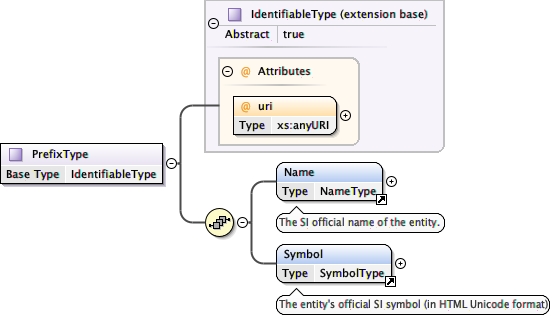 IdentifiableType (extension base)
Abstract true
@ Attributes
@ uri
Type xs:anyURI
PrefixType
Base Type IdentifiableType
Name
Type NameType
The SI official name of the entity.
Symbol
Type SymbolType
The entity's official SI symbol (in HTML Unicode format)